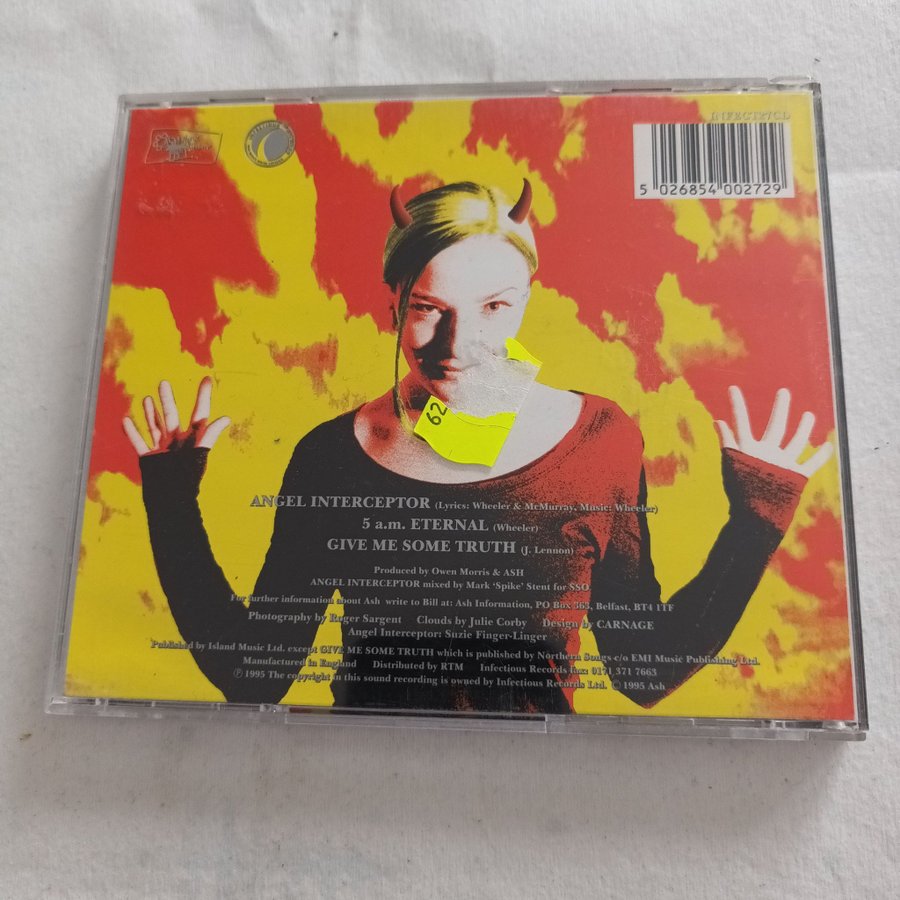 INFECT27CD
5 026854 002729
62
ANGEL INTERCEPTOR (Lyrics: Wheeler & McMurray, Music: Wheeler)
5 a.m. ETERNAL (Wheeler)
GIVE ME SOME TRUTH (J. Lennon)
Produced by Owen Morris & ASH
ANGEL INTERCEPTOR mixed by Mark 'Spike' Stent for SSO
For further information about Ash write to Bill at: Ash Information, PO Box 363, Belfast, BT4 1TF
Photography by Roger Sargent Clouds by Julie Corby Design by CARNAGE
Angel Interceptor: Suzie Finger-Linger
Published by Island Music Ltd. except GIVE ME SOME TRUTH which is published by Northern Songs c/o EMI Music Publishing Ltd.
Manufactured in England Distributed by RTM Infectious Records fax: 0171 371 7663
℗ 1995 The copyright in this sound recording is owned by Infectious Records Ltd. © 1995 Ash